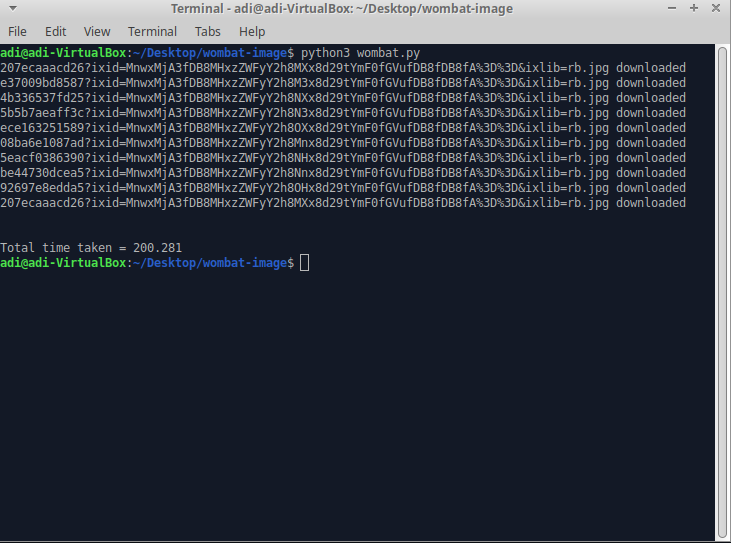 Terminal - adi@adi-VirtualBox: ~/Desktop/wombat-image
File Edit View Terminal Tabs Help
adi@adi-VirtualBox:~/Desktop/wombat-image$ python3 wombat.py
207ecaaacd26?ixid=MnwxMjA3fDB8MHxzZWFyY2h8MXx8d29tYmF0fGVufDB8fDB8fA%3D%3D&ixlib=rb.jpg downloaded
e37009bd8587?ixid=MnwxMjA3fDB8MHxzZWFyY2h8M3x8d29tYmF0fGVufDB8fDB8fA%3D%3D&ixlib=rb.jpg downloaded
4b336537fd25?ixid=MnwxMjA3fDB8MHxzZWFyY2h8NXx8d29tYmF0fGVufDB8fDB8fA%3D%3D&ixlib=rb.jpg downloaded
5b5b7aeaff3c?ixid=MnwxMjA3fDB8MHxzZWFyY2h8N3x8d29tYmF0fGVufDB8fDB8fA%3D%3D&ixlib=rb.jpg downloaded
ece163251589?ixid=MnwxMjA3fDB8MHxzZWFyY2h8OXx8d29tYmF0fGVufDB8fDB8fA%3D%3D&ixlib=rb.jpg downloaded
08ba6e1087ad?ixid=MnwxMjA3fDB8MHxzZWFyY2h8Mnx8d29tYmF0fGVufDB8fDB8fA%3D%3D&ixlib=rb.jpg downloaded
5eacf0386390?ixid=MnwxMjA3fDB8MHxzZWFyY2h8NHx8d29tYmF0fGVufDB8fDB8fA%3D%3D&ixlib=rb.jpg downloaded
be44730dcea5?ixid=MnwxMjA3fDB8MHxzZWFyY2h8Nnx8d29tYmF0fGVufDB8fDB8fA%3D%3D&ixlib=rb.jpg downloaded
92697e8edda5?ixid=MnwxMjA3fDB8MHxzZWFyY2h8OHx8d29tYmF0fGVufDB8fDB8fA%3D%3D&ixlib=rb.jpg downloaded
207ecaaacd26?ixid=MnwxMjA3fDB8MHxzZWFyY2h8MXx8d29tYmF0fGVufDB8fDB8fA%3D%3D&ixlib=rb.jpg downloaded
Total time taken = 200.281
adi@adi-VirtualBox:~/Desktop/wombat-image$